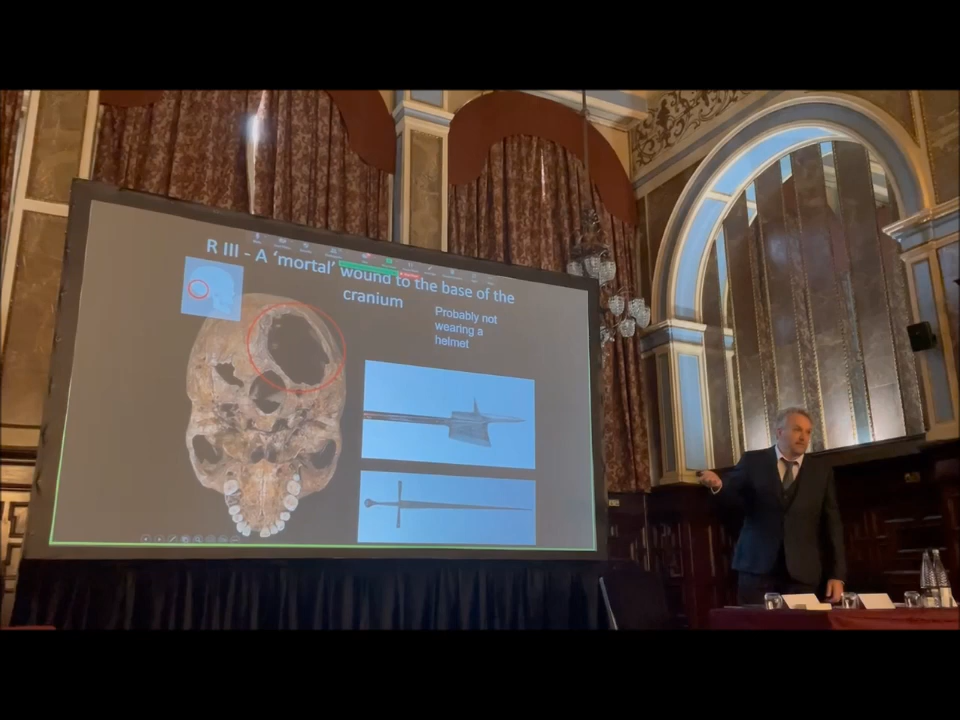 R III - A ‘mortal’ wound to the base of the
cranium
Probably not
wearing a
helmet